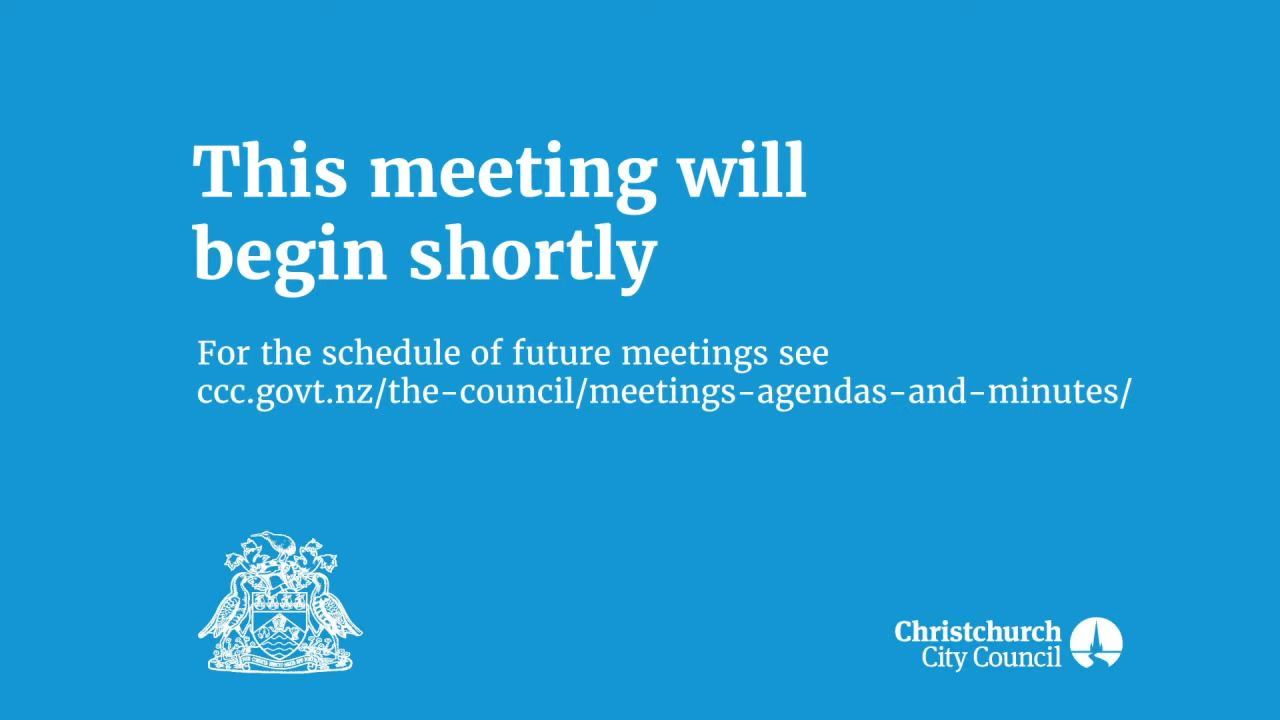 This meeting will
begin shortly
For the schedule of future meetings see
ccc.govt.nz/the-council/meetings-agendas-and-minutes/
Christchurch
City Council